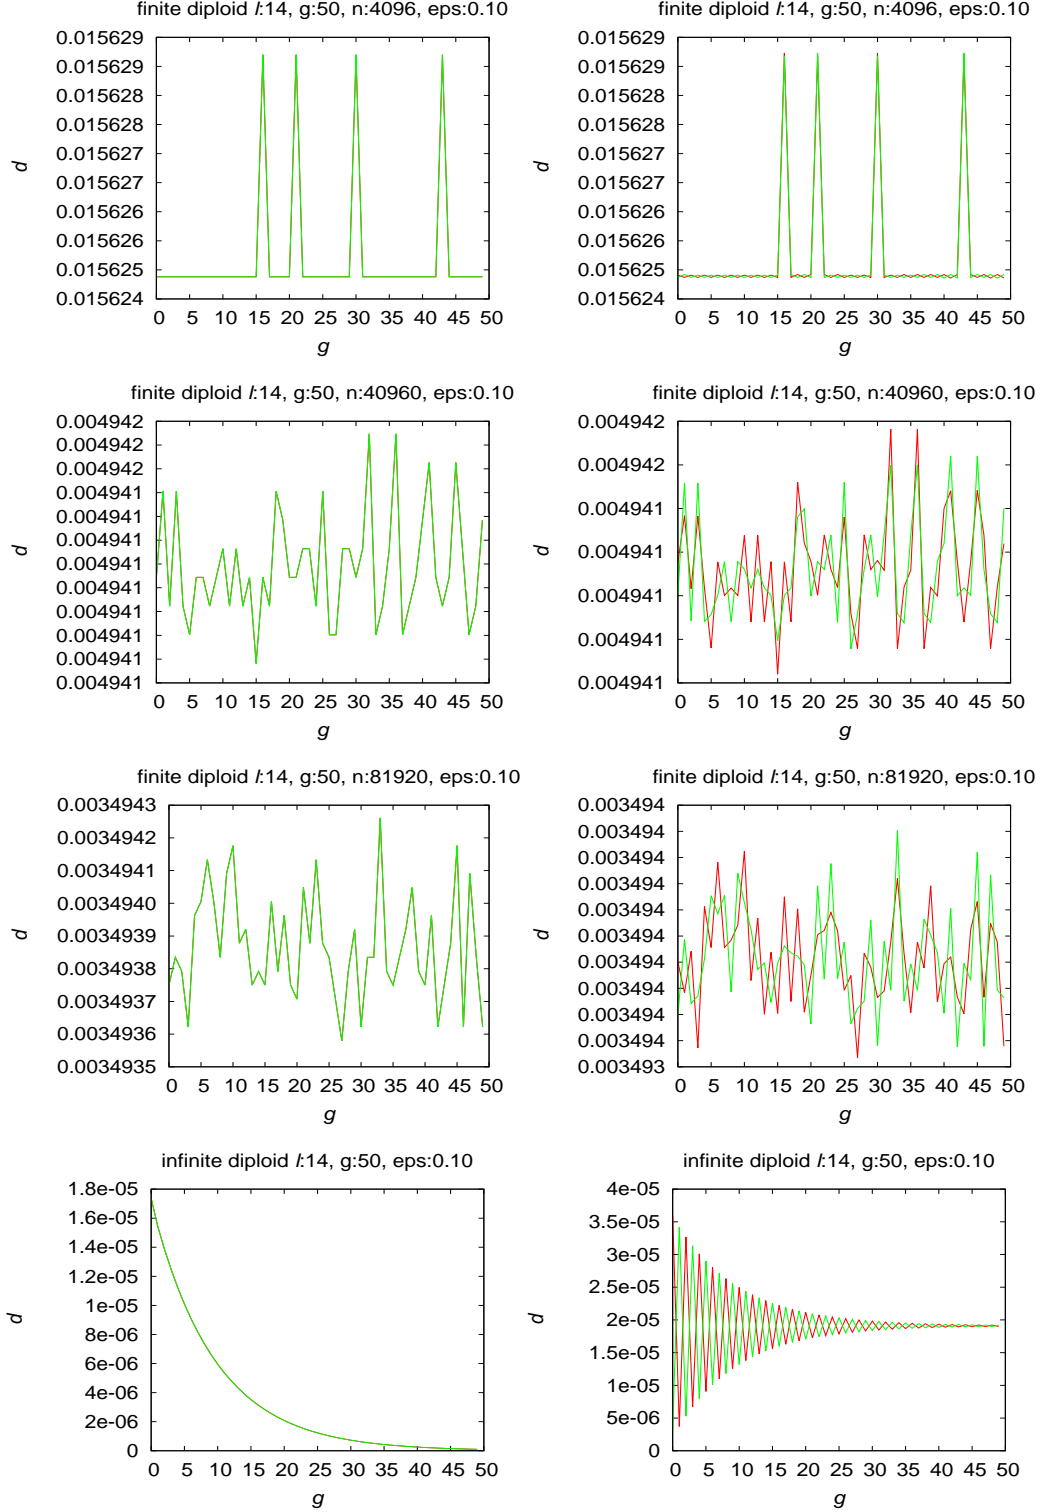 finite diploid l:14, g:50, n:4096, eps:0.10
0.015629
0.015629
0.015628
0.015628
0.015627
0.015627
0.015626
0.015626
0.015625
0.015624
d
0 5 10 15 20 25 30 35 40 45 50
g
finite diploid l:14, g:50, n:4096, eps:0.10
0.015629
0.015629
0.015628
0.015628
0.015627
0.015627
0.015626
0.015626
0.015625
0.015624
d
0 5 10 15 20 25 30 35 40 45 50
g
finite diploid l:14, g:50, n:40960, eps:0.10
0.004942
0.004942
0.004942
0.004941
0.004941
0.004941
0.004941
0.004941
0.004941
0.004941
0.004941
0.004941
d
0 5 10 15 20 25 30 35 40 45 50
g
finite diploid l:14, g:50, n:40960, eps:0.10
0.004942
0.004942
0.004941
0.004941
0.004941
0.004941
0.004941
d
0 5 10 15 20 25 30 35 40 45 50
g
finite diploid l:14, g:50, n:81920, eps:0.10
0.0034943
0.0034942
0.0034941
0.0034940
0.0034939
0.0034938
0.0034937
0.0034936
0.0034935
d
0 5 10 15 20 25 30 35 40 45 50
g
finite diploid l:14, g:50, n:81920, eps:0.10
0.003494
0.003494
0.003494
0.003494
0.003494
0.003494
0.003494
0.003494
0.003494
0.003494
0.003493
d
0 5 10 15 20 25 30 35 40 45 50
g
infinite diploid l:14, g:50, eps:0.10
1.8e-05
1.6e-05
1.4e-05
1.2e-05
1e-05
8e-06
6e-06
4e-06
2e-06
0
d
0 5 10 15 20 25 30 35 40 45 50
g
infinite diploid l:14, g:50, eps:0.10
4e-05
3.5e-05
3e-05
2.5e-05
2e-05
1.5e-05
1e-05
5e-06
0
d
0 5 10 15 20 25 30 35 40 45 50
g